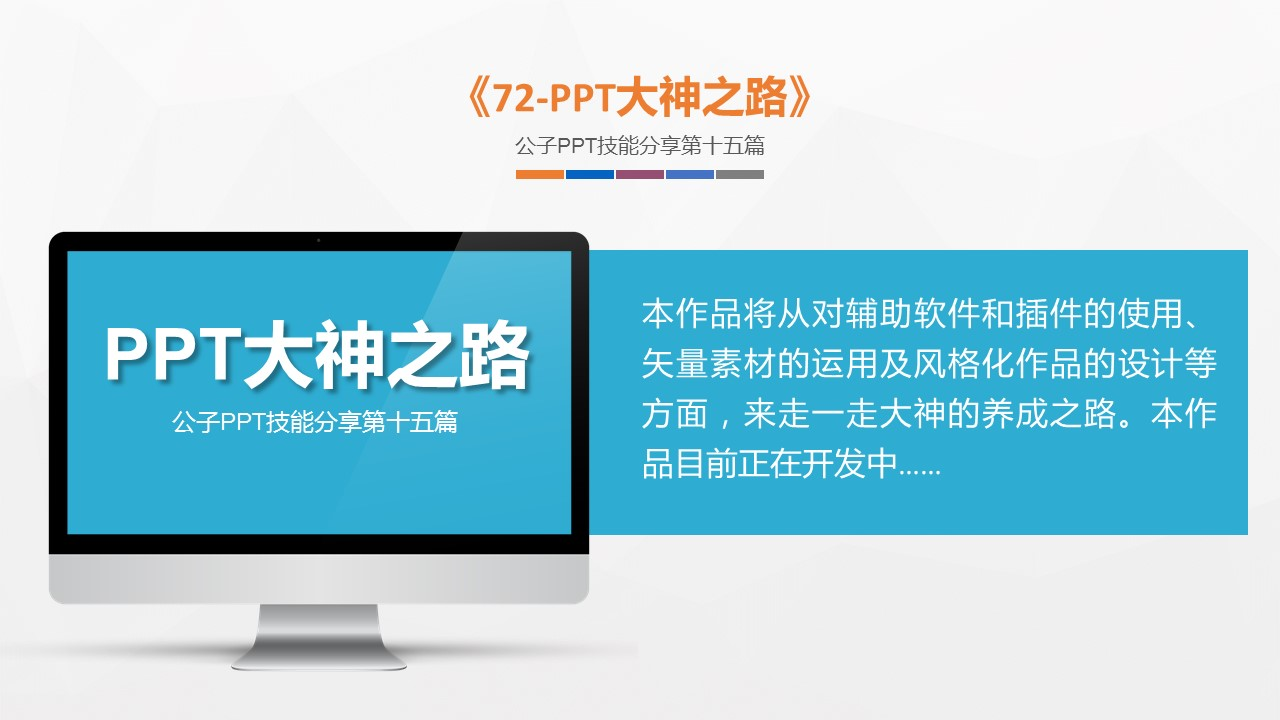 《72-PPT大神之路》
公子PPT技能分享第十五篇
PPT大神之路
公子PPT技能分享第十五篇
本作品将从对辅助软件和插件的使用、
矢量素材的运用及风格化作品的设计等
方面，来走一走大神的养成之路。本作
品目前正在开发中……